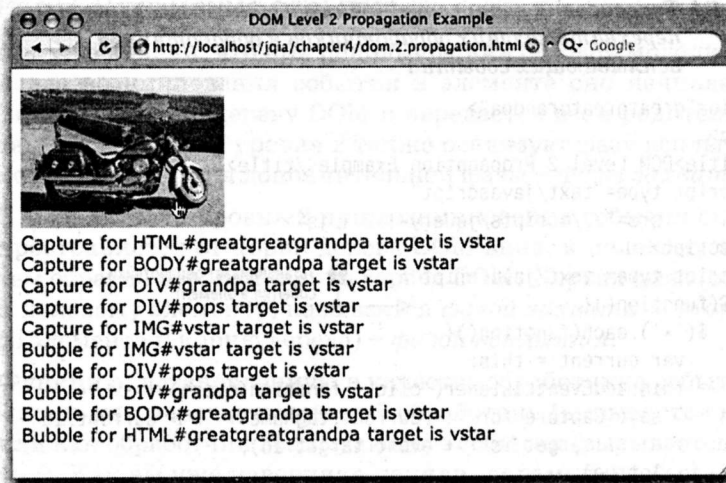 DOM Level 2 Propagation Example
http://localhost/jqia/chapter4/dom.2.propagation.html
Google
Capture for HTML#greatgreatgrandpa target is vstar
Capture for BODY#greatgrandpa target is vstar
Capture for DIV#grandpa target is vstar
Capture for DIV#pops target is vstar
Capture for IMG#vstar target is vstar
Bubble for IMG#vstar target is vstar
Bubble for DIV#pops target is vstar
Bubble for DIV#grandpa target is vstar
Bubble for BODY#greatgrandpa target is vstar
Bubble for HTML#greatgreatgrandpa target is vstar